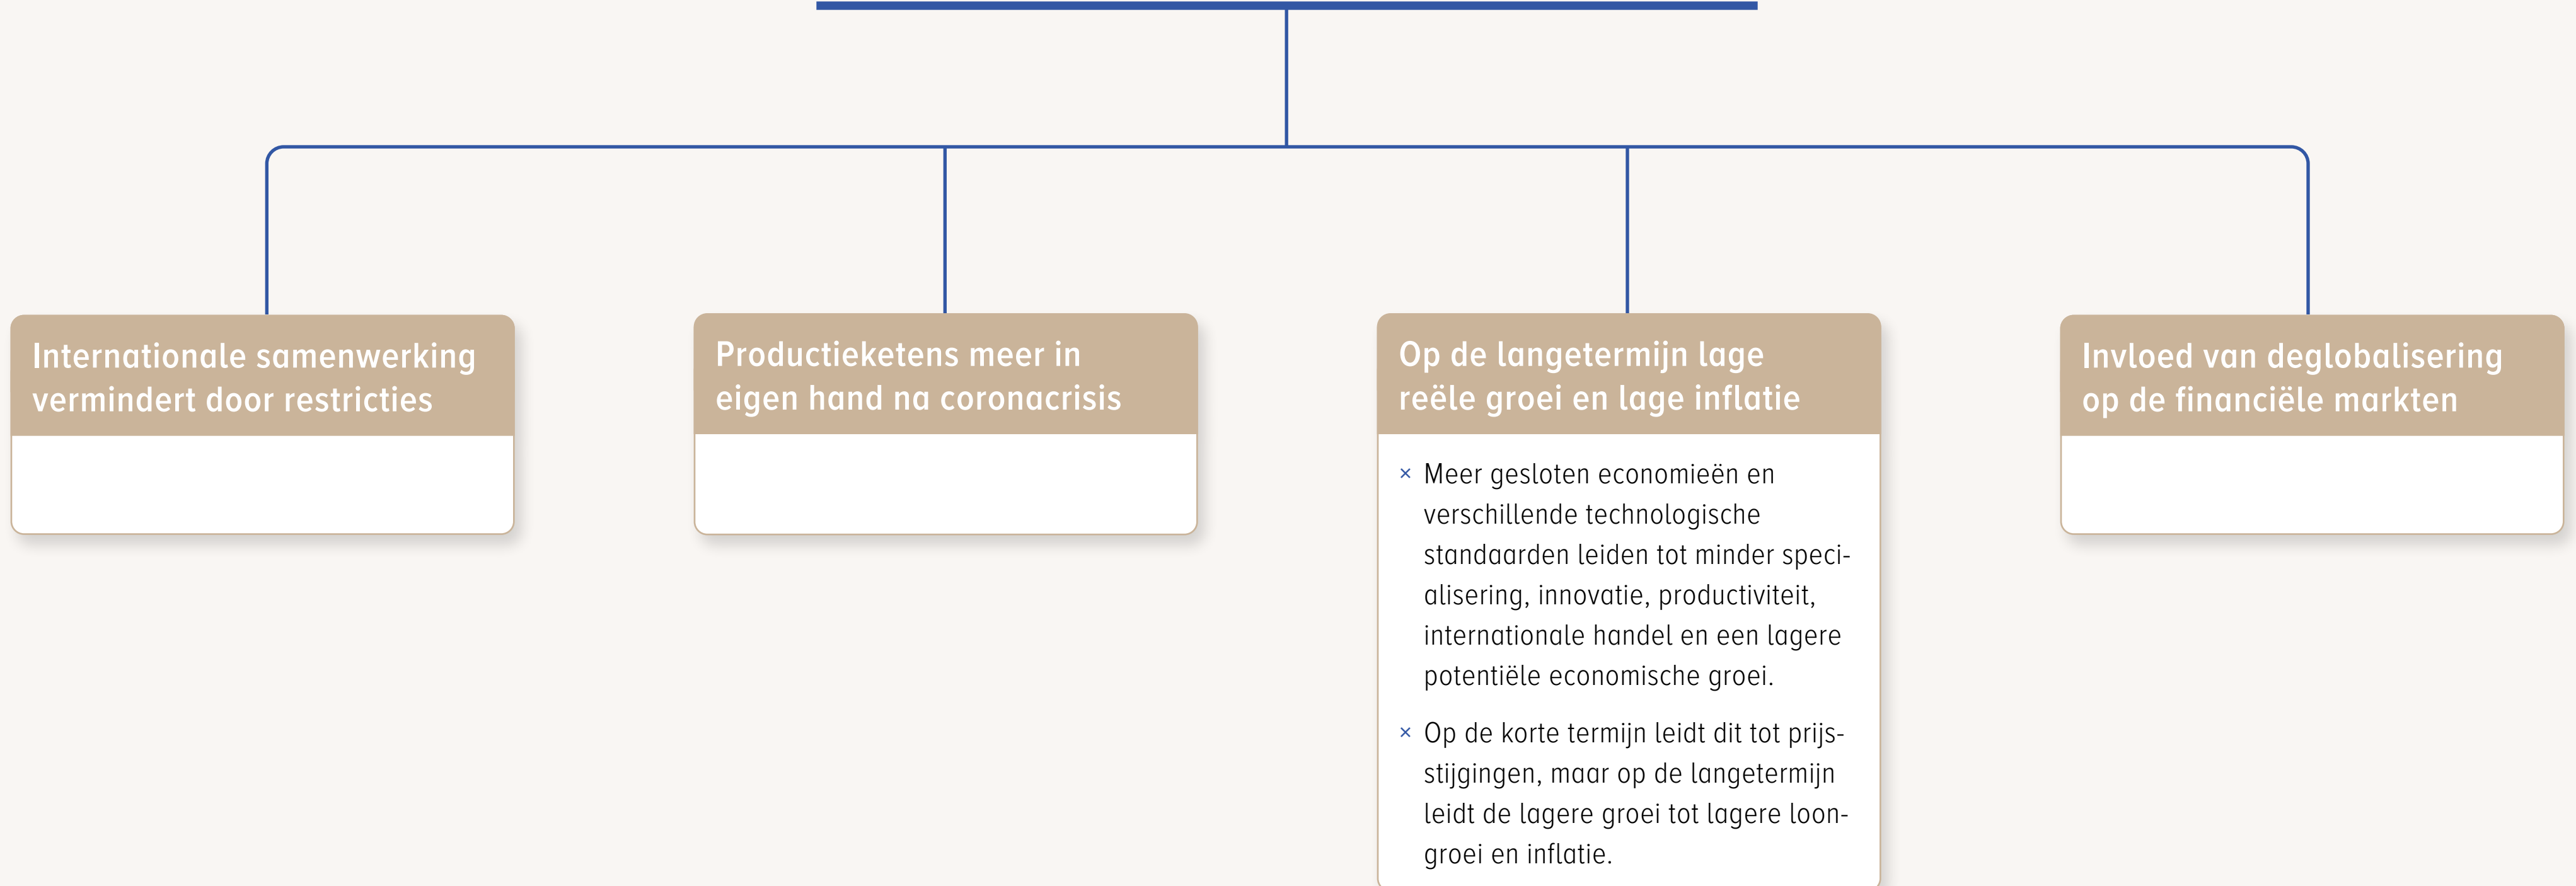 Internationale samenwerking
vermindert door restricties
Productieketens meer in
eigen hand na coronacrisis
Op de langetermijn lage
reële groei en lage inflatie
× Meer gesloten economieën en
verschillende technologische
standaarden leiden tot minder speci-
alisering, innovatie, productiviteit,
internationale handel en een lagere
potentiële economische groei.
× Op de korte termijn leidt dit tot prijs-
stijgingen, maar op de langetermijn
leidt de lagere groei tot lagere loon-
groei en inflatie.
Invloed van deglobalisering
op de financiële markten